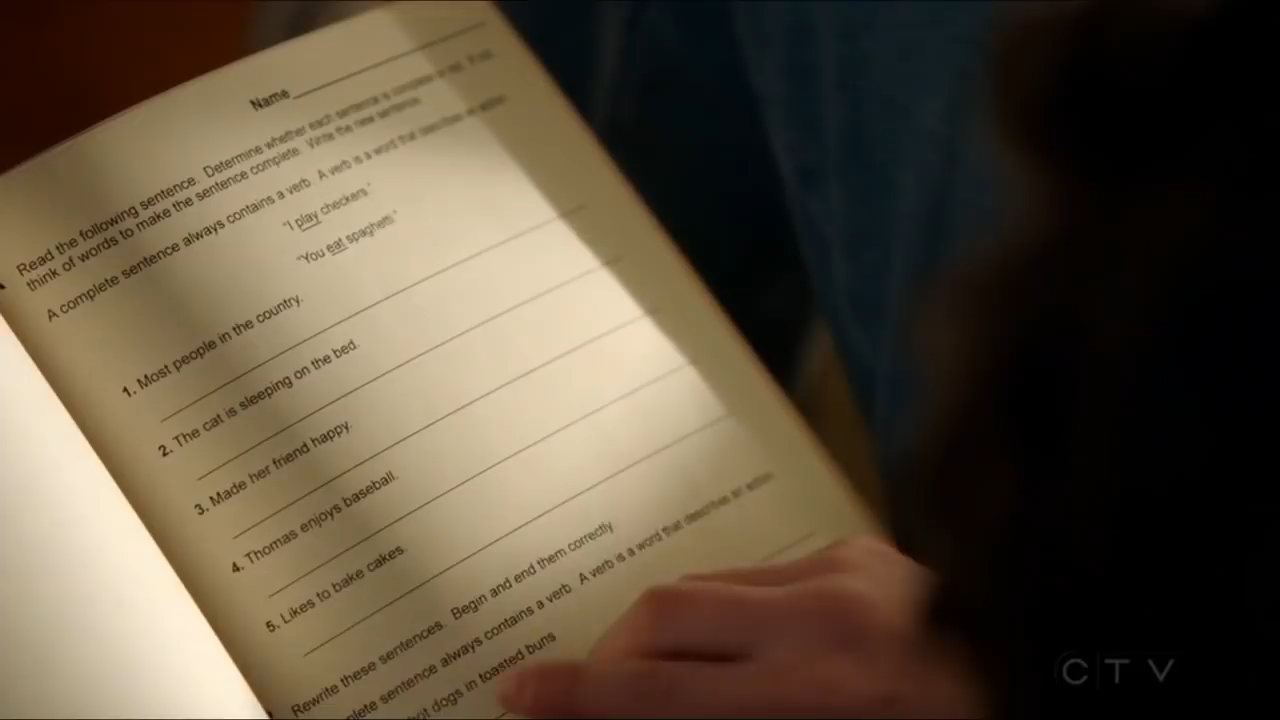 Name
Read the following sentence. Determine whether each sentence is complete or not. If not,
think of words to make the sentence complete. Write the new sentence.
A complete sentence always contains a verb. A verb is a word that describes an action.
"I play checkers."
"You eat spaghetti."
1. Most people in the country.
2. The cat is sleeping on the bed.
3. Made her friend happy.
4. Thomas enjoys baseball.
5. Likes to bake cakes.
Rewrite these sentences. Begin and end them correctly.
sentence always contains a verb. A verb is a word that describes an action
dogs in toasted buns
CTV